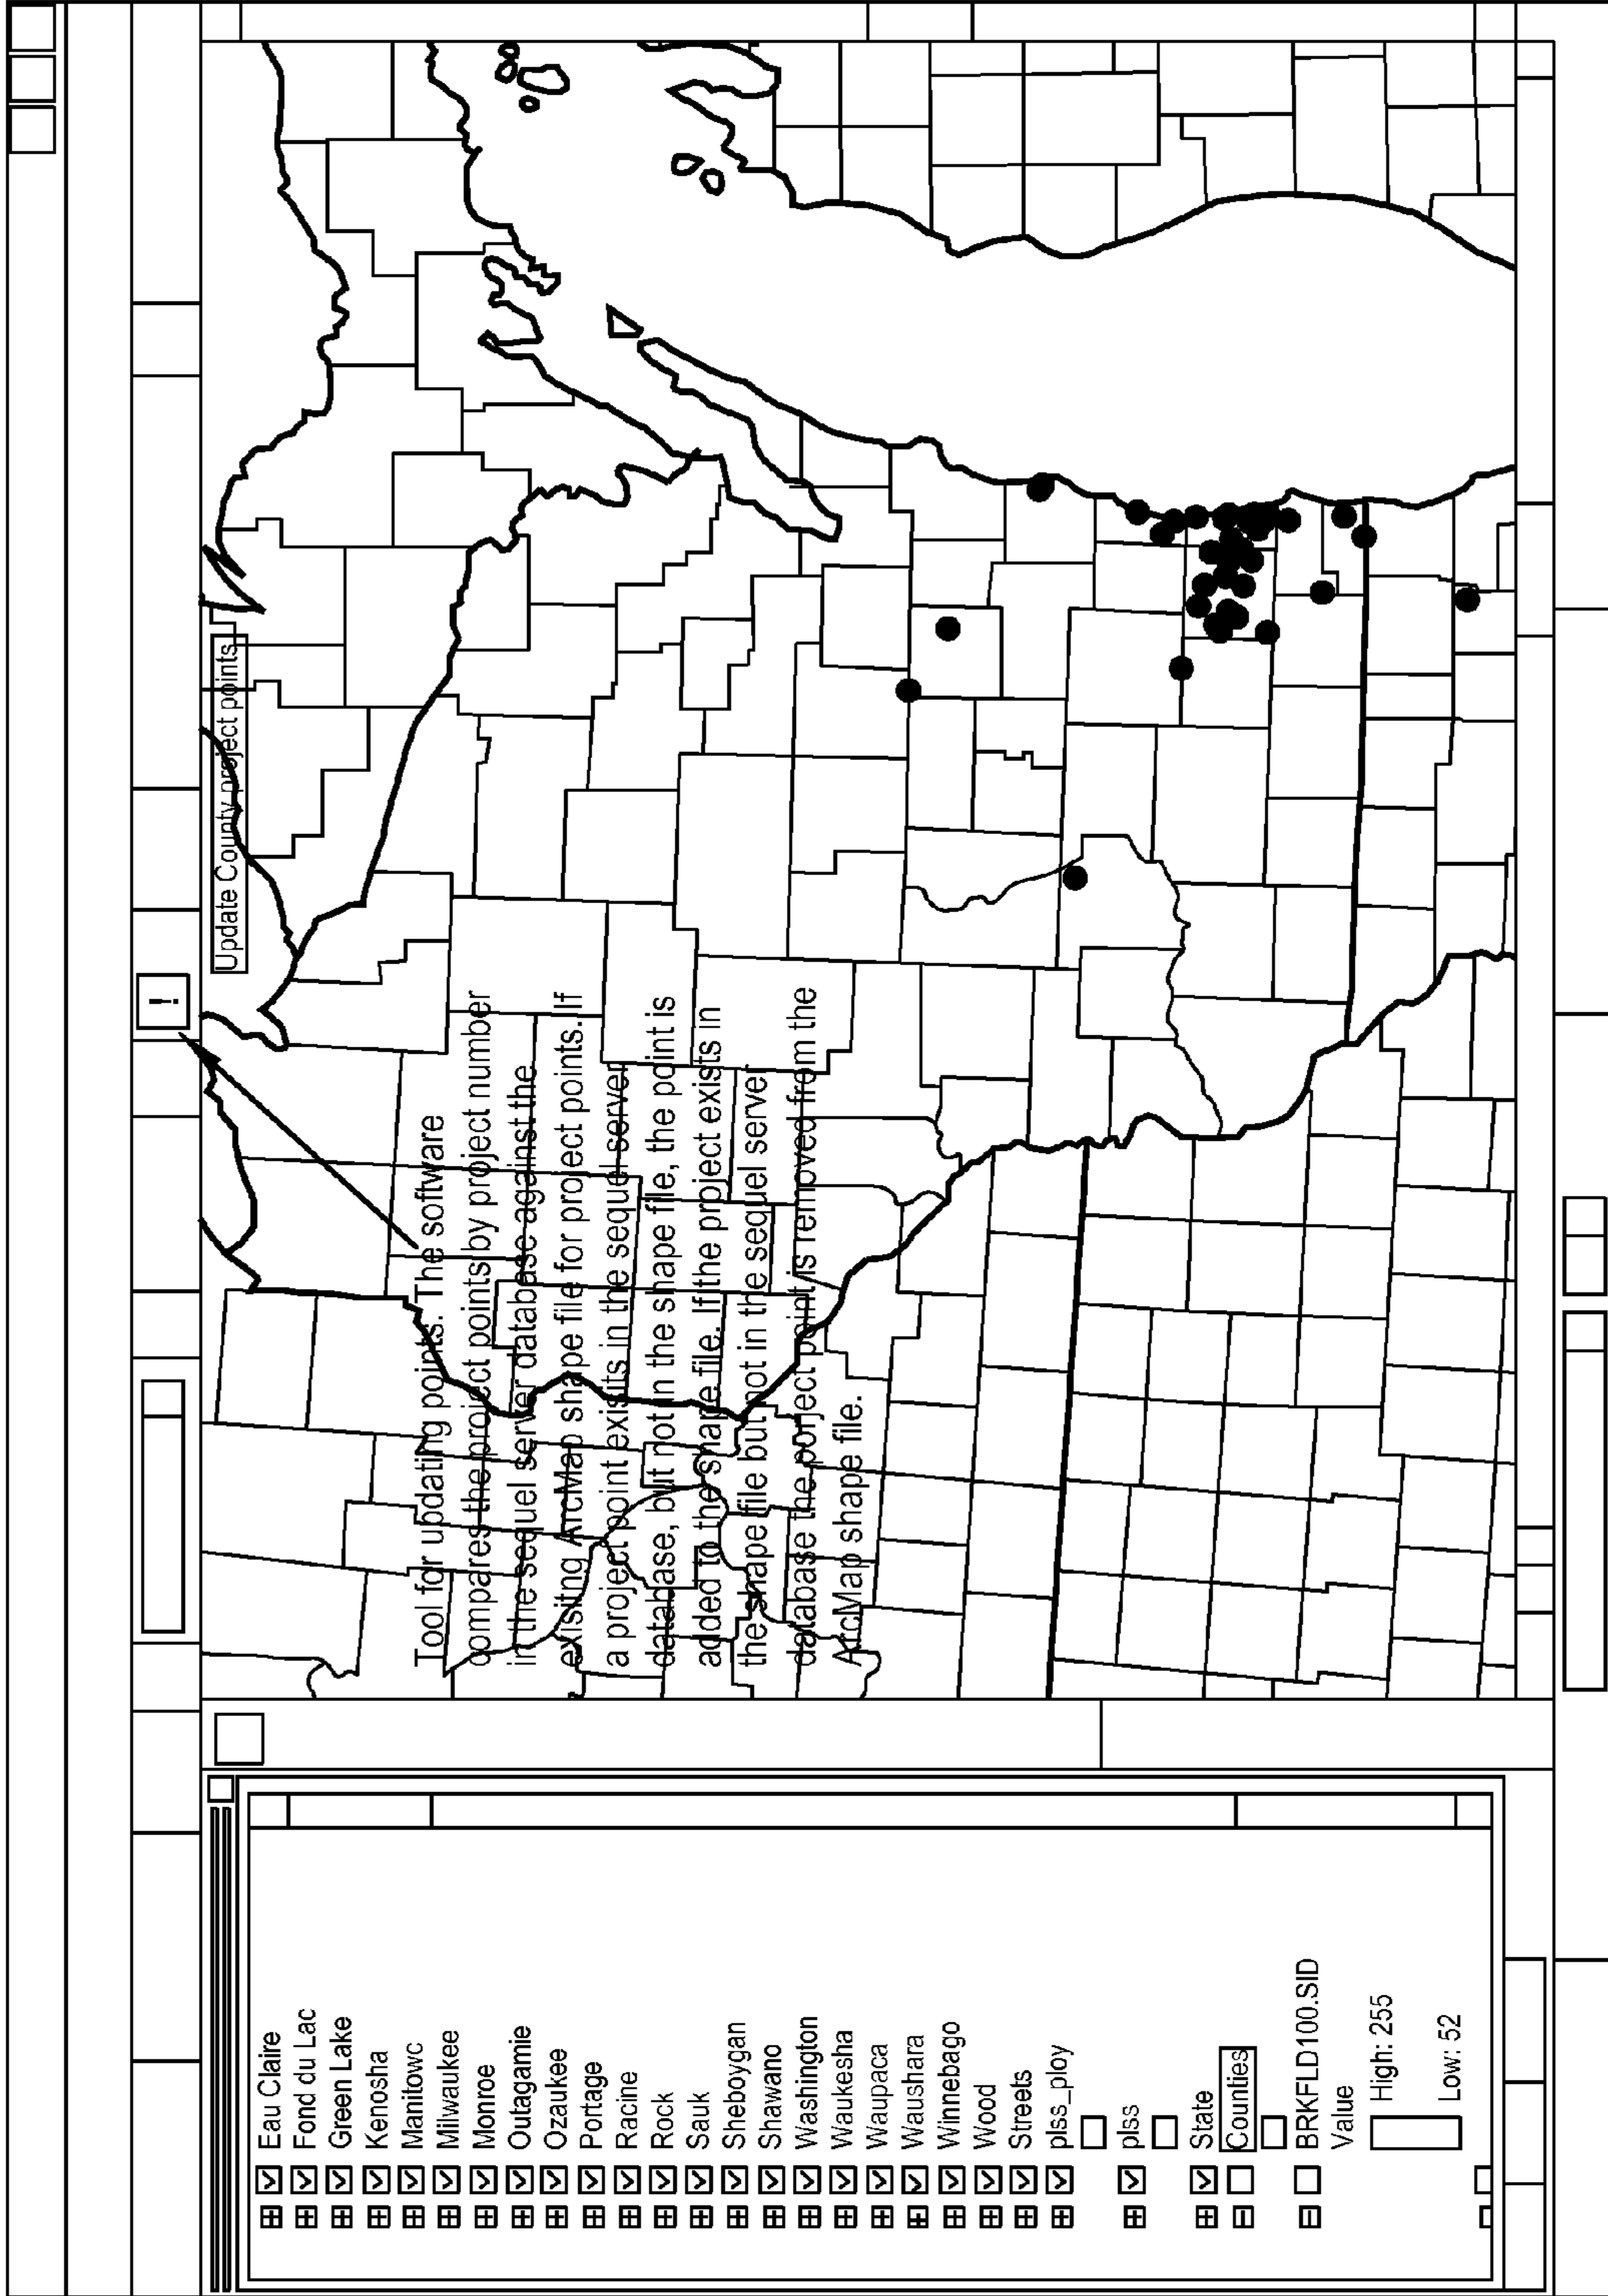 Update County project points
!
Tool for updating points. The software
compares the project points by project number
in the sequel server database against the
exisitng ArcMap shape file for project points. If
a project point exisits in the sequel server
database, but not in the shape file, the point is
added to the shape file. If the project exists in
the shape file but not in the sequel server
database the porject point is removed from the
ArcMap shape file.
Eau Claire
Fond du Lac
Green Lake
Kenosha
Manitowc
Milwaukee
Monroe
Outagamie
Ozaukee
Portage
Racine
Rock
Sauk
Sheboygan
Shawano
Washington
Waukesha
Waupaca
Waushara
Winnebago
Wood
Streets
plss_ploy
plss
State
Counties
BRKFLD100.SID
Value
High: 255
Low: 52